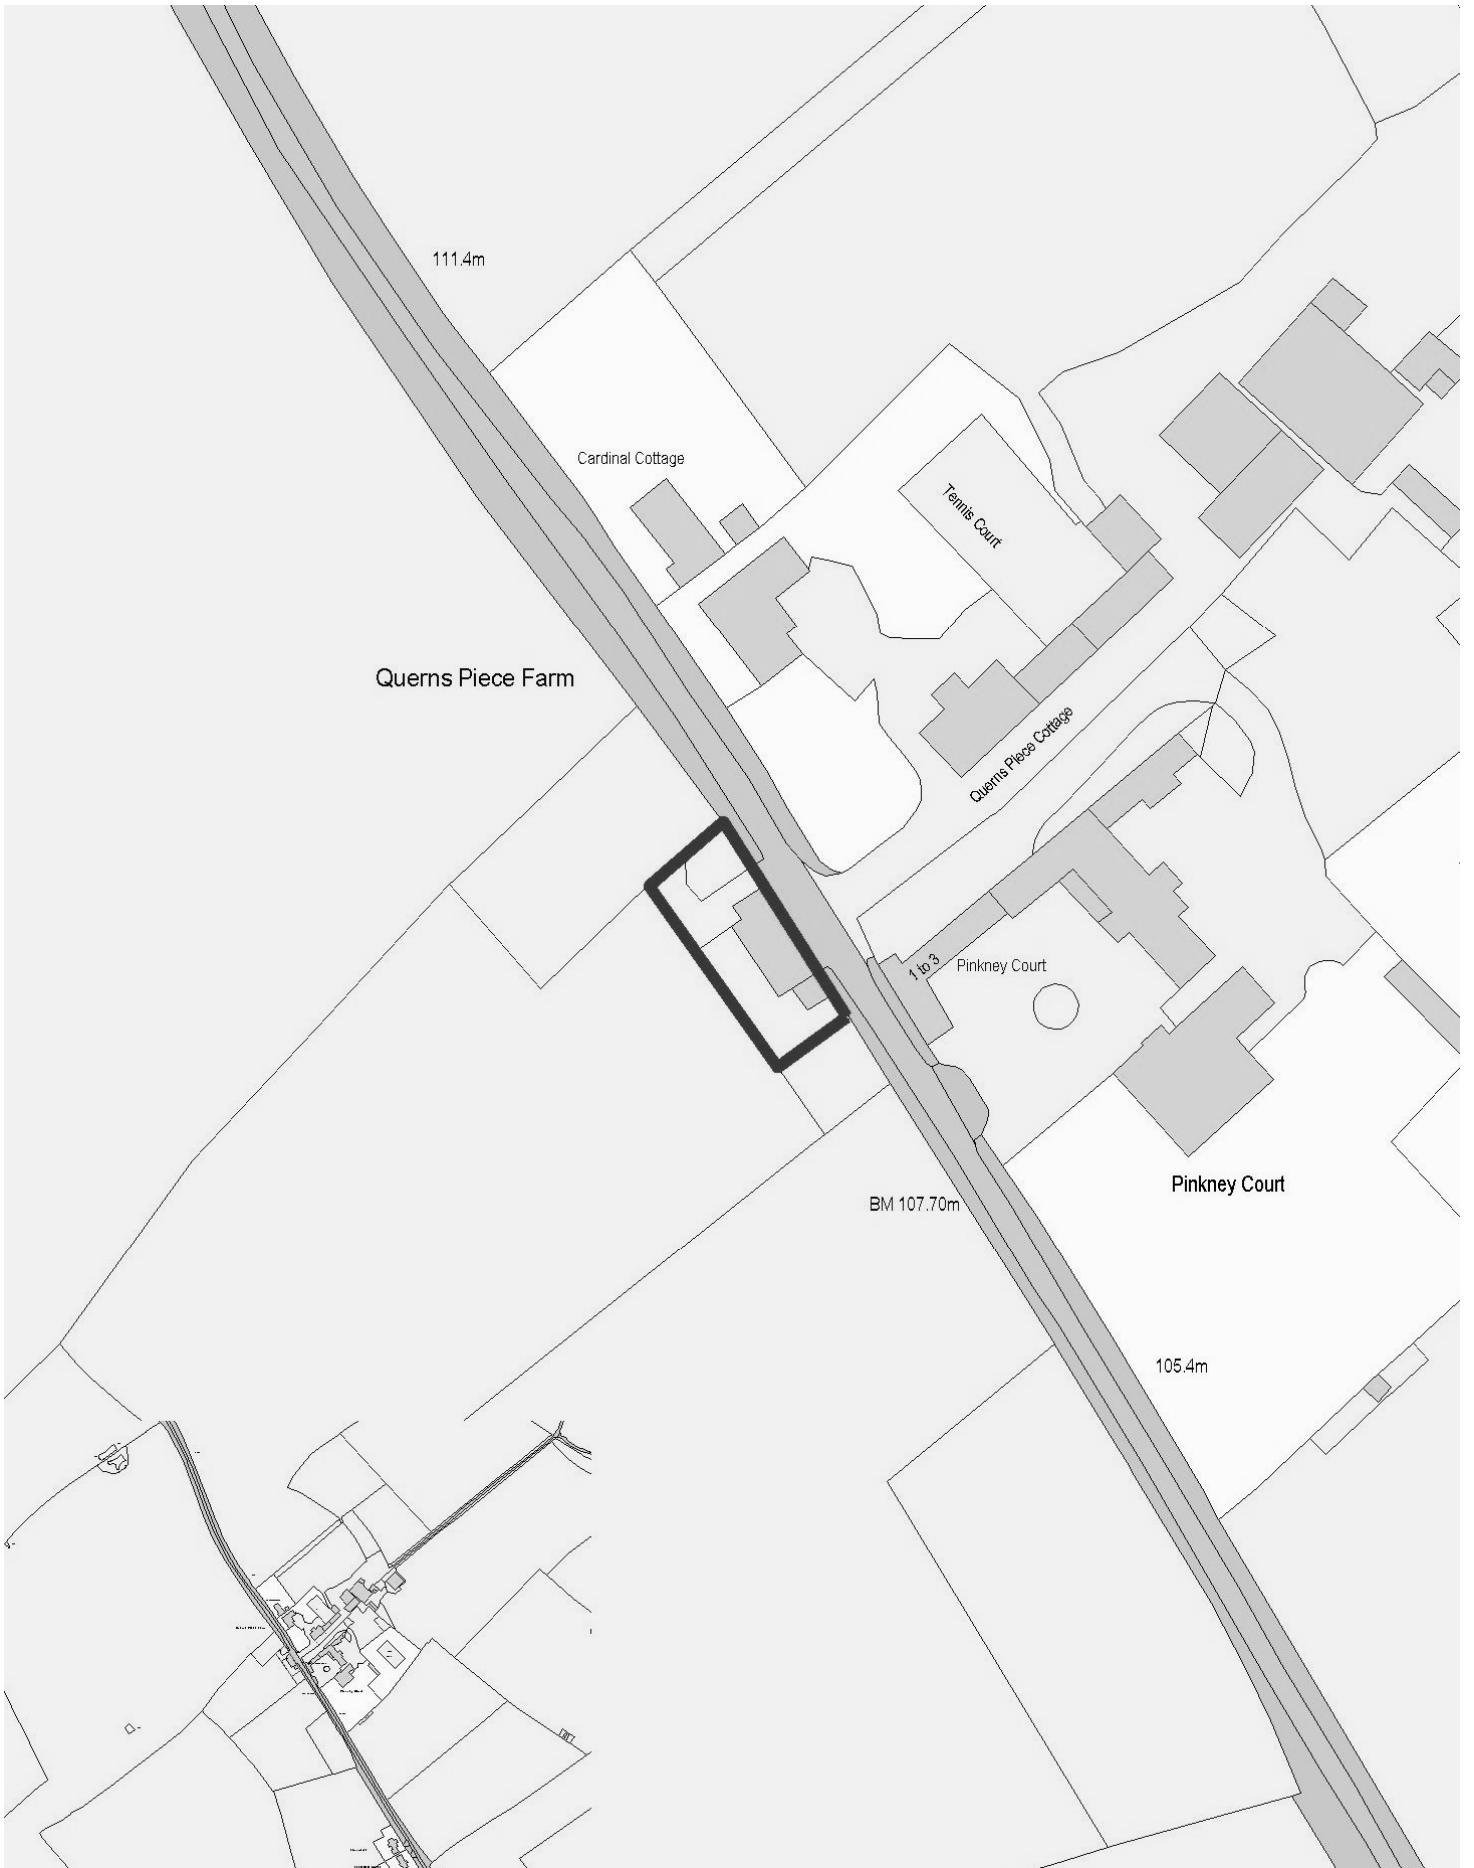 111.4m
Cardinal Cottage
Tennis Court
Querns Piece Farm
Querns Piece Cottage
1 to 3
Pinkney Court
Pinkney Court
BM 107.70m
105.4m